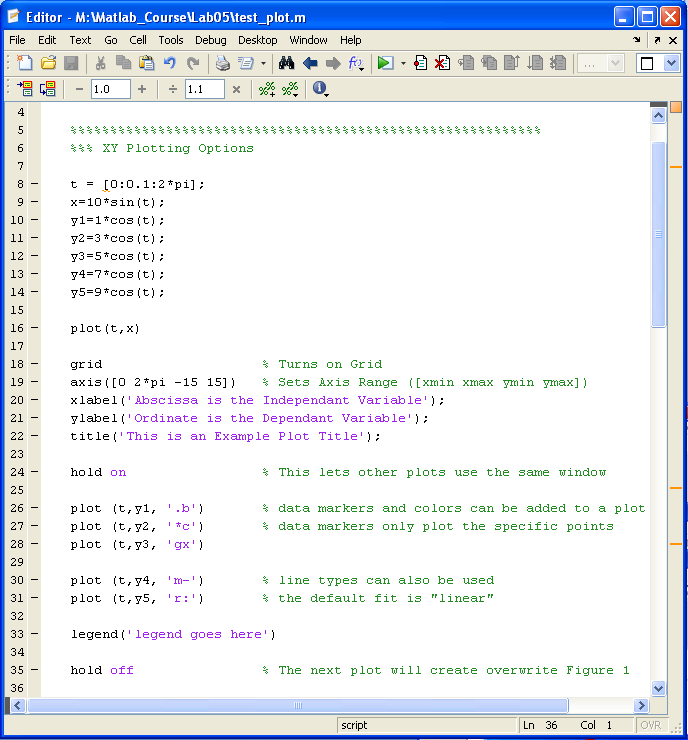 Editor - M:\Matlab_Course\Lab05\test_plot.m
File Edit Text Go Cell Tools Debug Desktop Window Help
...
1.0 1.1
4
5 %%%%%%%%%%%%%%%%%%%%%%%%%%%%%%%%%%%%%%%%%%%%%%%%%%%%%%%%%%%
6 %%% XY Plotting Options
7
8 – t = [0:0.1:2*pi];
9 – x=10*sin(t);
10 – y1=1*cos(t);
11 – y2=3*cos(t);
12 – y3=5*cos(t);
13 – y4=7*cos(t);
14 – y5=9*cos(t);
15
16 – plot(t,x)
17
18 – grid % Turns on Grid
19 – axis([0 2*pi -15 15]) % Sets Axis Range ([xmin xmax ymin ymax])
20 – xlabel('Abscissa is the Independant Variable');
21 – ylabel('Ordinate is the Dependant Variable');
22 – title('This is an Example Plot Title');
23
24 – hold on % This lets other plots use the same window
25
26 – plot (t,y1, '.b') % data markers and colors can be added to a plot
27 – plot (t,y2, '*c') % data markers only plot the specific points
28 – plot (t,y3, 'gx')
29
30 – plot (t,y4, 'm-') % line types can also be used
31 – plot (t,y5, 'r:') % the default fit is "linear"
32
33 – legend('legend goes here')
34
35 – hold off % The next plot will create overwrite Figure 1
36
script Ln 36 Col 1 OVR